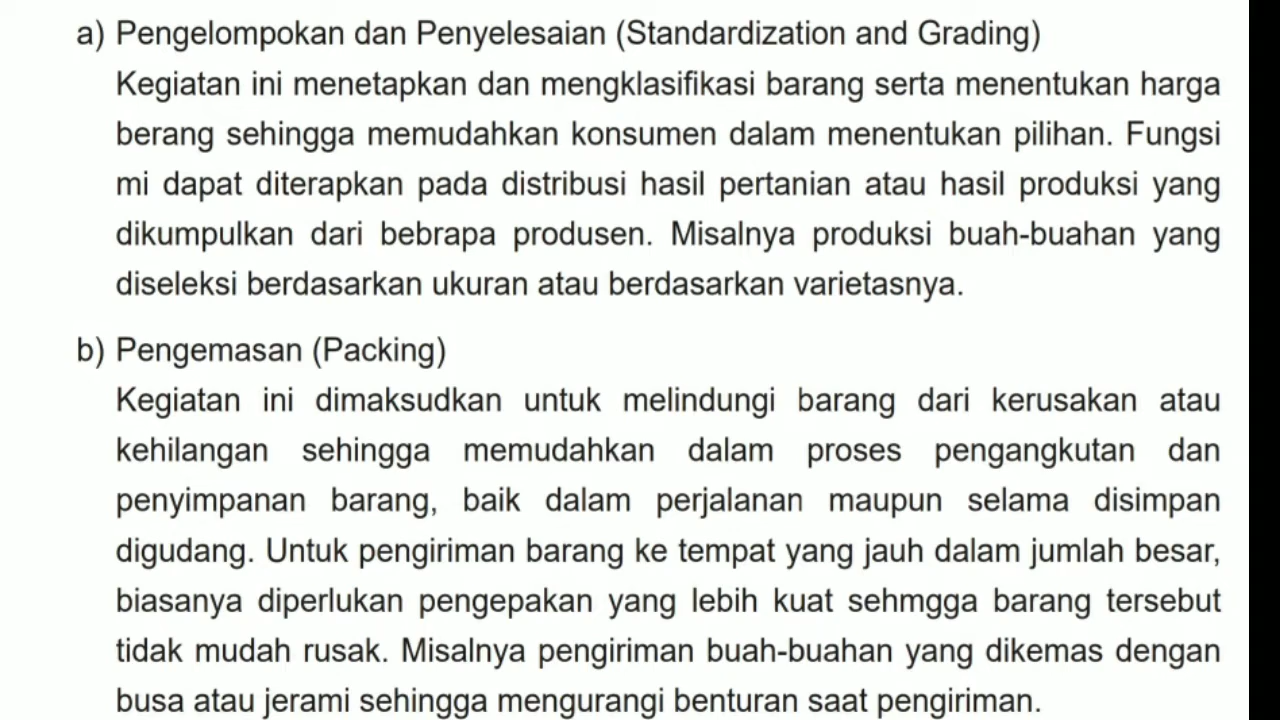 a) Pengelompokan dan Penyelesaian (Standardization and Grading)
Kegiatan ini menetapkan dan mengklasifikasi barang serta menentukan harga
berang sehingga memudahkan konsumen dalam menentukan pilihan. Fungsi
mi dapat diterapkan pada distribusi hasil pertanian atau hasil produksi yang
dikumpulkan dari bebrapa produsen. Misalnya produksi buah-buahan yang
diseleksi berdasarkan ukuran atau berdasarkan varietasnya.
b) Pengemasan (Packing)
Kegiatan ini dimaksudkan untuk melindungi barang dari kerusakan atau
kehilangan sehingga memudahkan dalam proses pengangkutan dan
penyimpanan barang, baik dalam perjalanan maupun selama disimpan
digudang. Untuk pengiriman barang ke tempat yang jauh dalam jumlah besar,
biasanya diperlukan pengepakan yang lebih kuat sehmgga barang tersebut
tidak mudah rusak. Misalnya pengiriman buah-buahan yang dikemas dengan
busa atau jerami sehingga mengurangi benturan saat pengiriman.